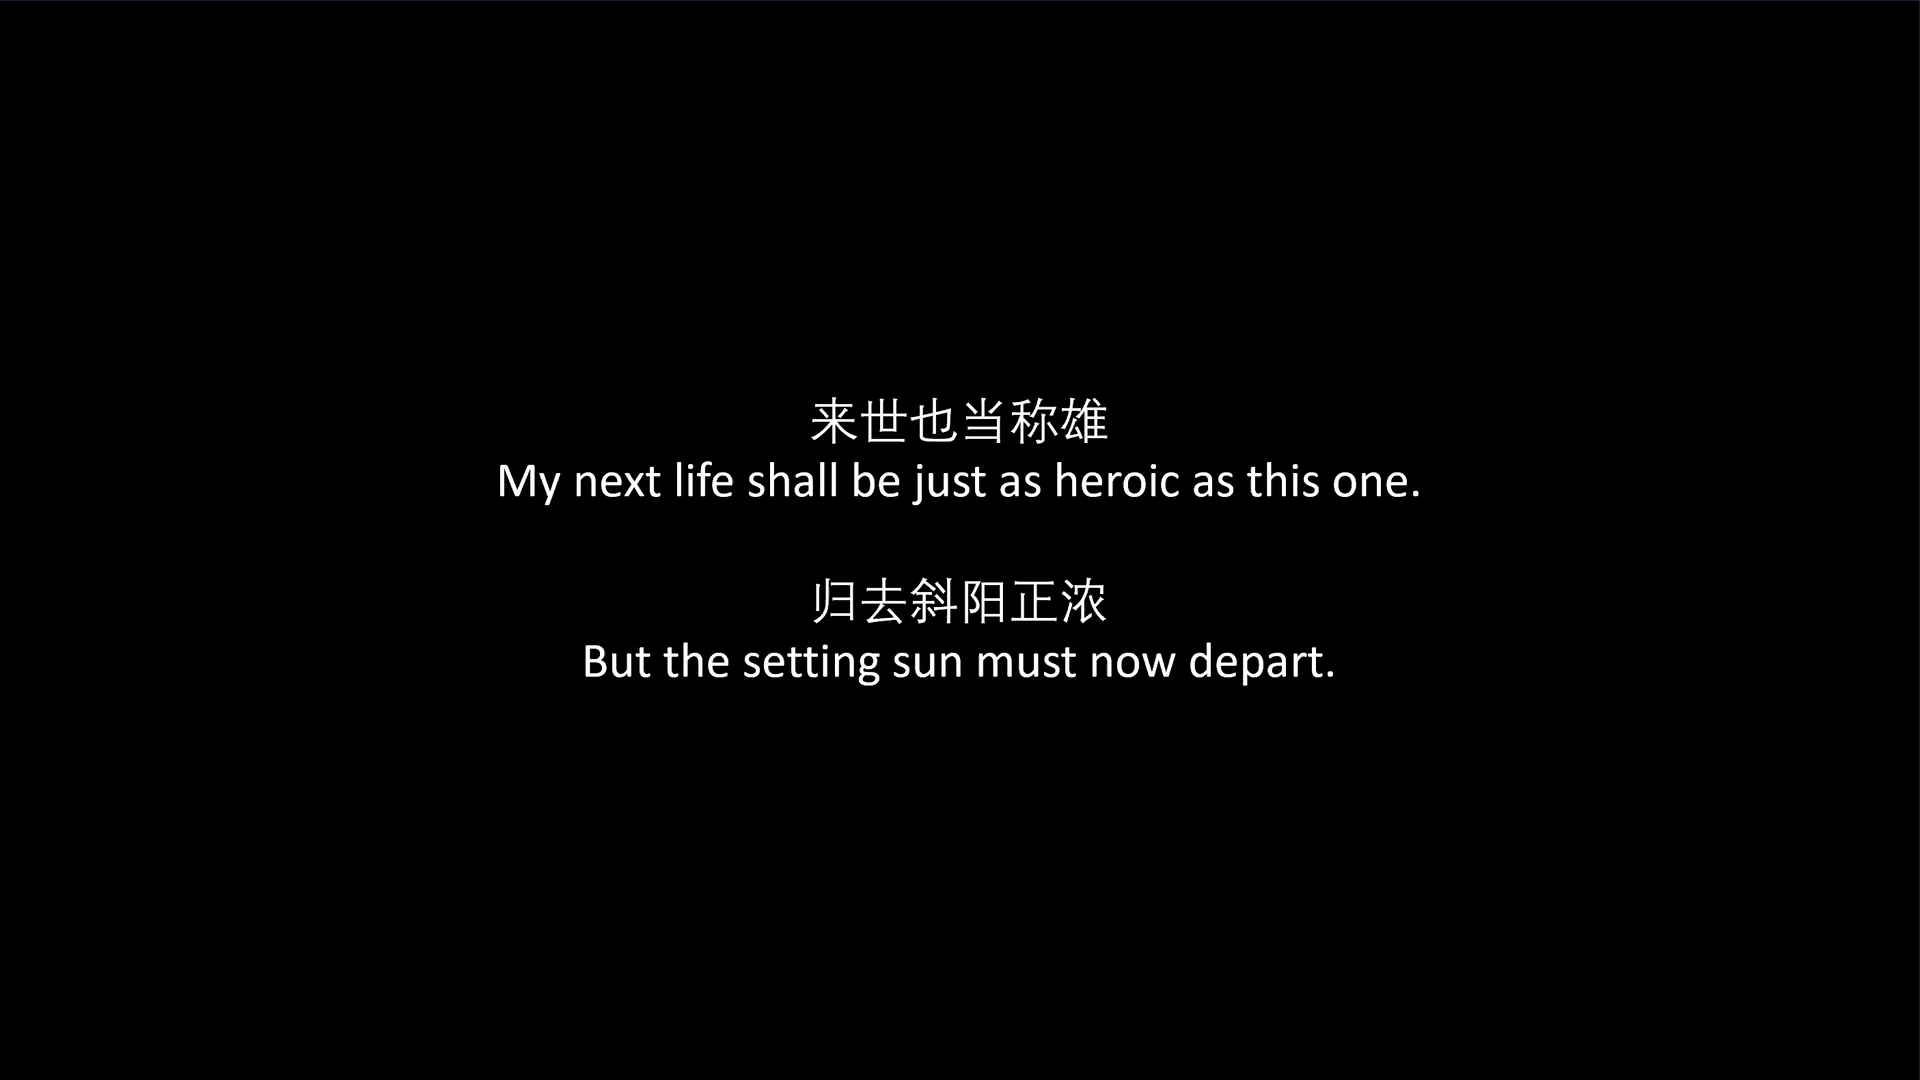 来世也当称雄
My next life shall be just as heroic as this one.
归去斜阳正浓
But the setting sun must now depart.